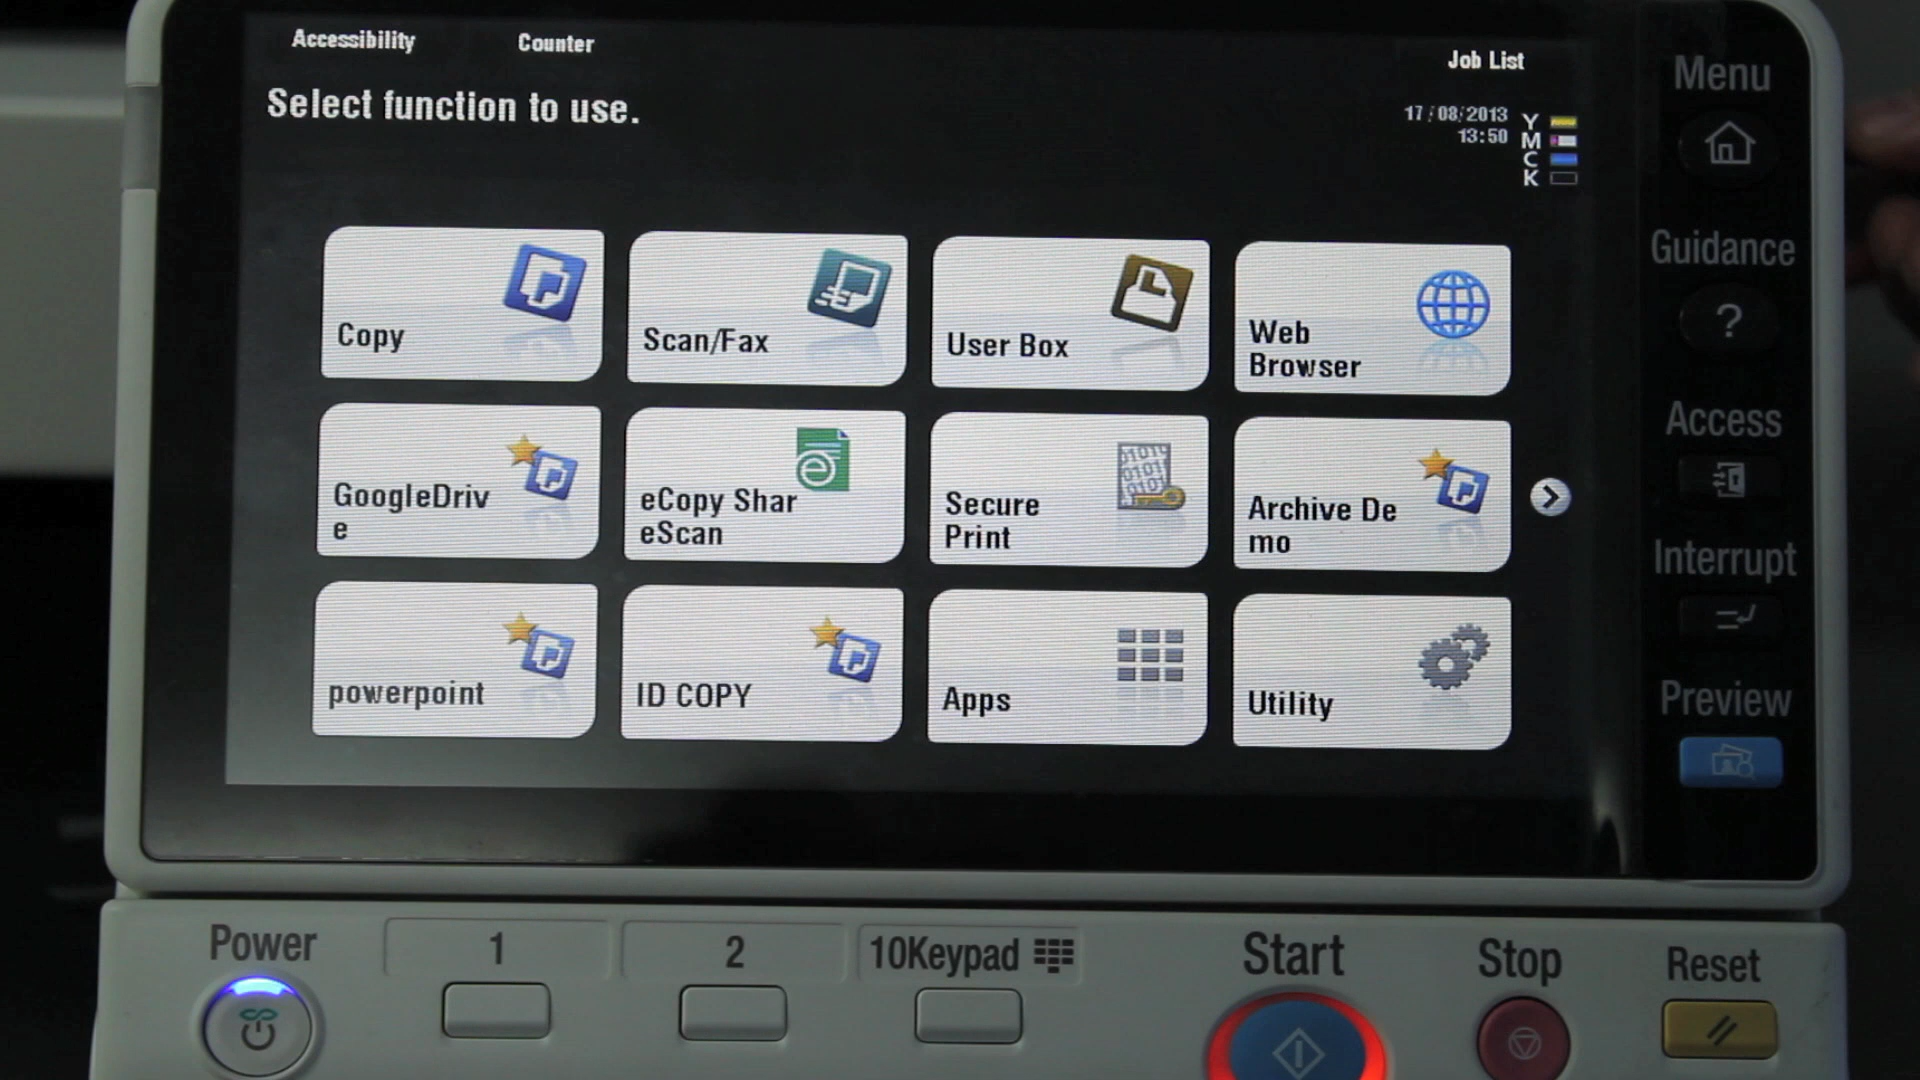 Accessibility
Counter
Job List
Select function to use.
17/08/2013
13:50
Y
M
C
K
Copy
Scan/Fax
User Box
Web
Browser
GoogleDriv
e
eCopy Shar
eScan
Secure
Print
Archive De
mo
powerpoint
ID COPY
Apps
Utility
Menu
Guidance
?
Access
Interrupt
Preview
Power
1
2
10Keypad
Start
Stop
Reset